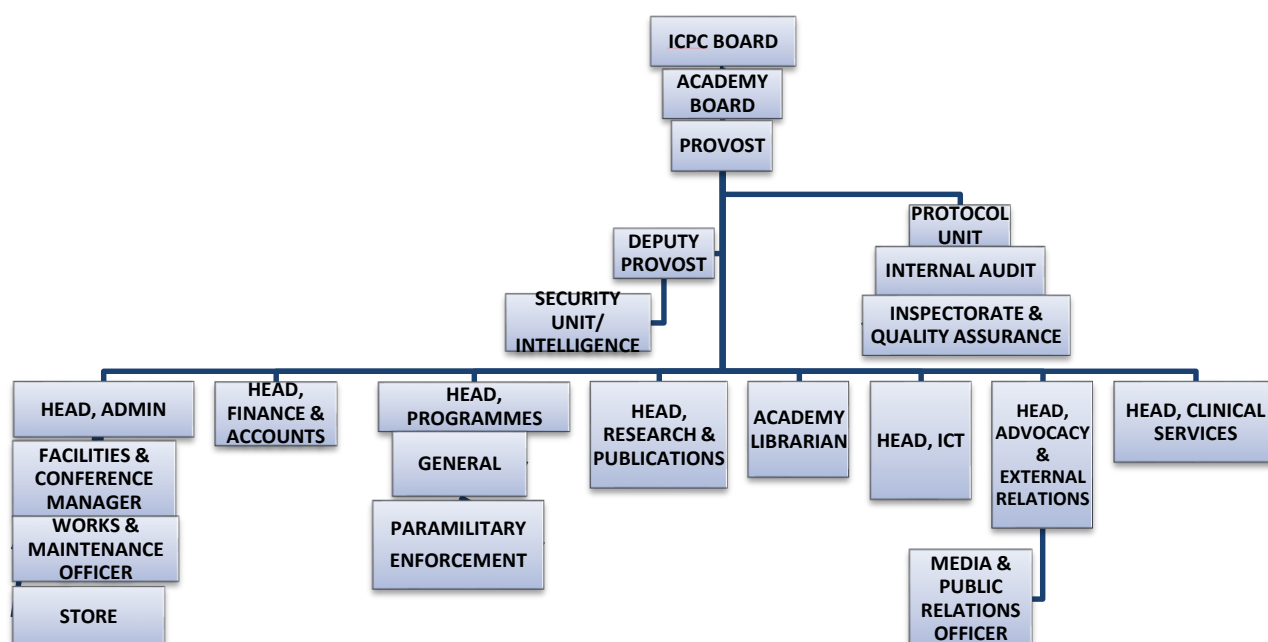 ICPC BOARD
ACADEMY
BOARD
PROVOST
PROTOCOL
UNIT
DEPUTY
PROVOST
INTERNAL AUDIT
SECURITY
UNIT/
INTELLIGENCE
INSPECTORATE &
QUALITY ASSURANCE
HEAD, ADMIN
HEAD,
FINANCE &
ACCOUNTS
HEAD,
PROGRAMMES
HEAD,
RESEARCH &
PUBLICATIONS
ACADEMY
LIBRARIAN
HEAD, ICT
HEAD,
ADVOCACY
&
EXTERNAL
RELATIONS
HEAD, CLINICAL
SERVICES
FACILITIES &
CONFERENCE
MANAGER
GENERAL
WORKS &
MAINTENANCE
OFFICER
PARAMILITARY
ENFORCEMENT
STORE
MEDIA &
PUBLIC
RELATIONS
OFFICER